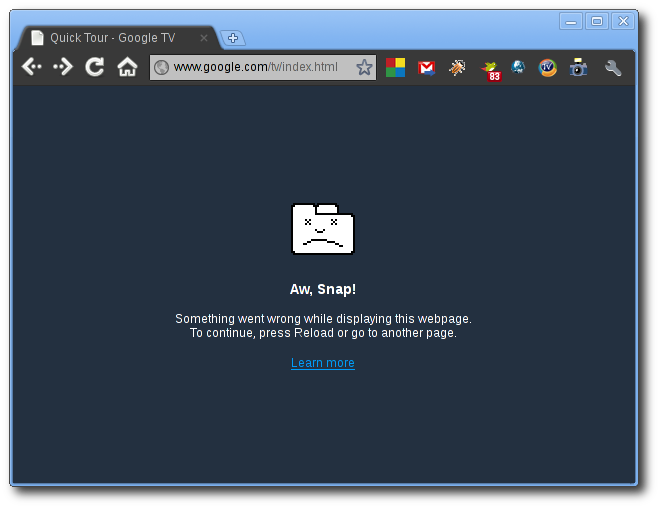 Quick Tour - Google TV
www.google.com/tv/index.html
83
TV
Aw, Snap!
Something went wrong while displaying this webpage.
To continue, press Reload or go to another page.
Learn more